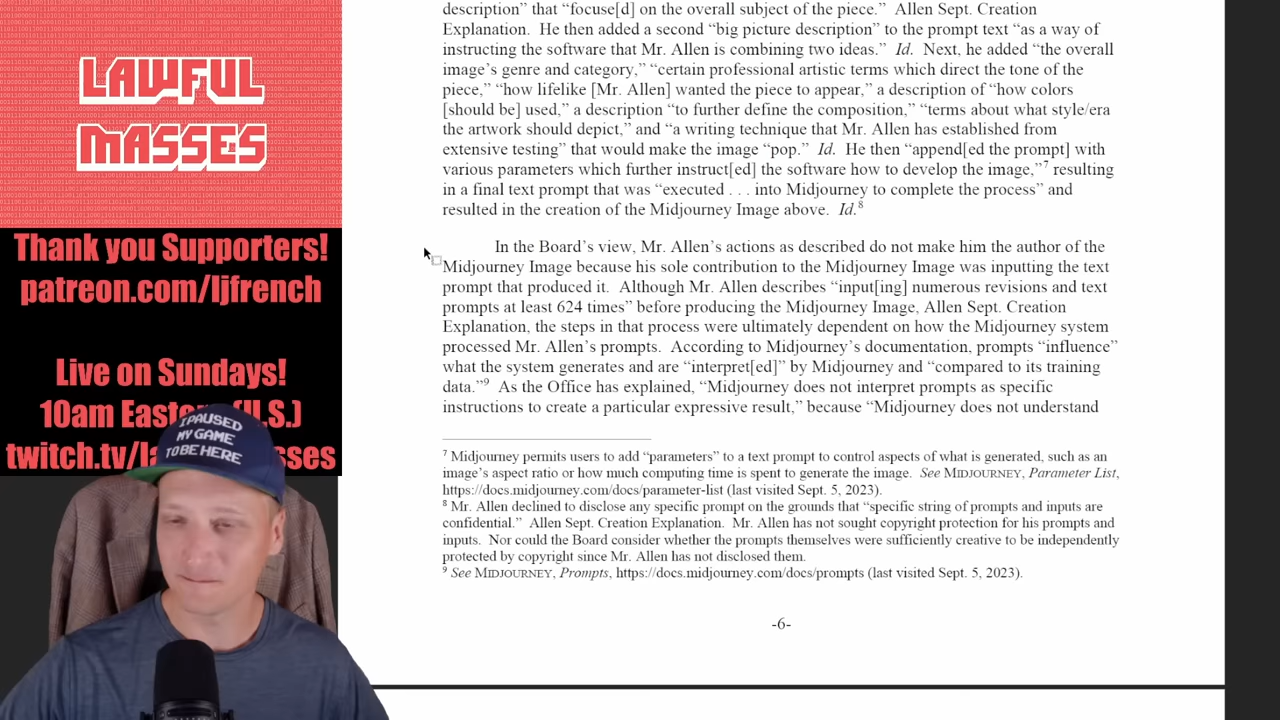 LAWFUL
MASSES
Thank you Supporters!
patreon.com/ljfrench
Live on Sundays!
10am Eastern (U.S.)
twitch.tv/la sses
I PAUSED
MY GAME
TO BE HERE
description” that “focuse[d] on the overall subject of the piece.” Allen Sept. Creation
Explanation. He then added a second “big picture description” to the prompt text “as a way of
instructing the software that Mr. Allen is combining two ideas.” Id. Next, he added “the overall
image’s genre and category,” “certain professional artistic terms which direct the tone of the
piece,” “how lifelike [Mr. Allen] wanted the piece to appear,” a description of “how colors
[should be] used,” a description “to further define the composition,” “terms about what style/era
the artwork should depict,” and “a writing technique that Mr. Allen has established from
extensive testing” that would make the image “pop.” Id. He then “append[ed the prompt] with
various parameters which further instruct[ed] the software how to develop the image,”7 resulting
in a final text prompt that was “executed . . . into Midjourney to complete the process” and
resulted in the creation of the Midjourney Image above. Id.8
In the Board’s view, Mr. Allen’s actions as described do not make him the author of the
Midjourney Image because his sole contribution to the Midjourney Image was inputting the text
prompt that produced it. Although Mr. Allen describes “input[ing] numerous revisions and text
prompts at least 624 times” before producing the Midjourney Image, Allen Sept. Creation
Explanation, the steps in that process were ultimately dependent on how the Midjourney system
processed Mr. Allen’s prompts. According to Midjourney’s documentation, prompts “influence”
what the system generates and are “interpret[ed]” by Midjourney and “compared to its training
data.”9 As the Office has explained, “Midjourney does not interpret prompts as specific
instructions to create a particular expressive result,” because “Midjourney does not understand
7 Midjourney permits users to add “parameters” to a text prompt to control aspects of what is generated, such as an
image’s aspect ratio or how much computing time is spent to generate the image. See MIDJOURNEY, Parameter List,
https://docs.midjourney.com/docs/parameter-list (last visited Sept. 5, 2023).
8 Mr. Allen declined to disclose any specific prompt on the grounds that “specific string of prompts and inputs are
confidential.” Allen Sept. Creation Explanation. Mr. Allen has not sought copyright protection for his prompts and
inputs. Nor could the Board consider whether the prompts themselves were sufficiently creative to be independently
protected by copyright since Mr. Allen has not disclosed them.
9 See MIDJOURNEY, Prompts, https://docs.midjourney.com/docs/prompts (last visited Sept. 5, 2023).
-6-